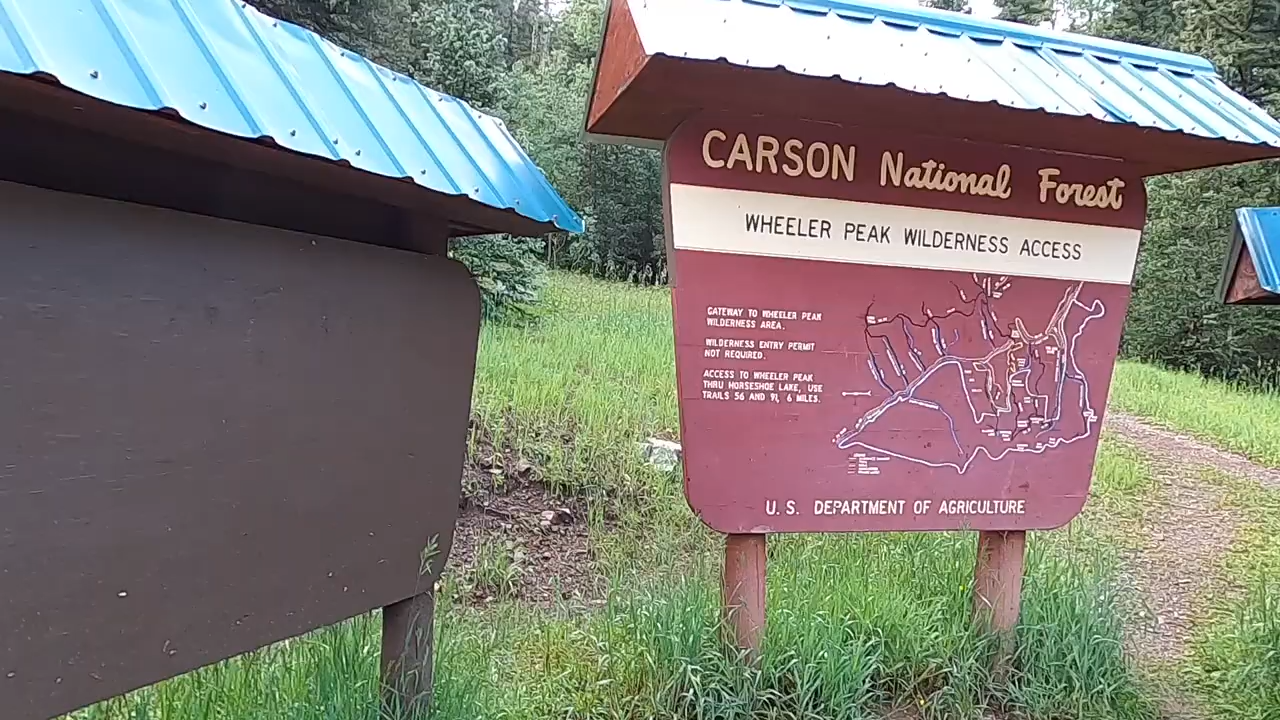 CARSON National Forest
WHEELER PEAK WILDERNESS ACCESS
GATEWAY TO WHEELER PEAK
WILDERNESS AREA.
WILDERNESS ENTRY PERMIT
NOT REQUIRED.
ACCESS TO WHEELER PEAK
THRU HORSESHOE LAKE, USE
TRAILS 56 AND 91, 6 MILES.
U. S. DEPARTMENT OF AGRICULTURE